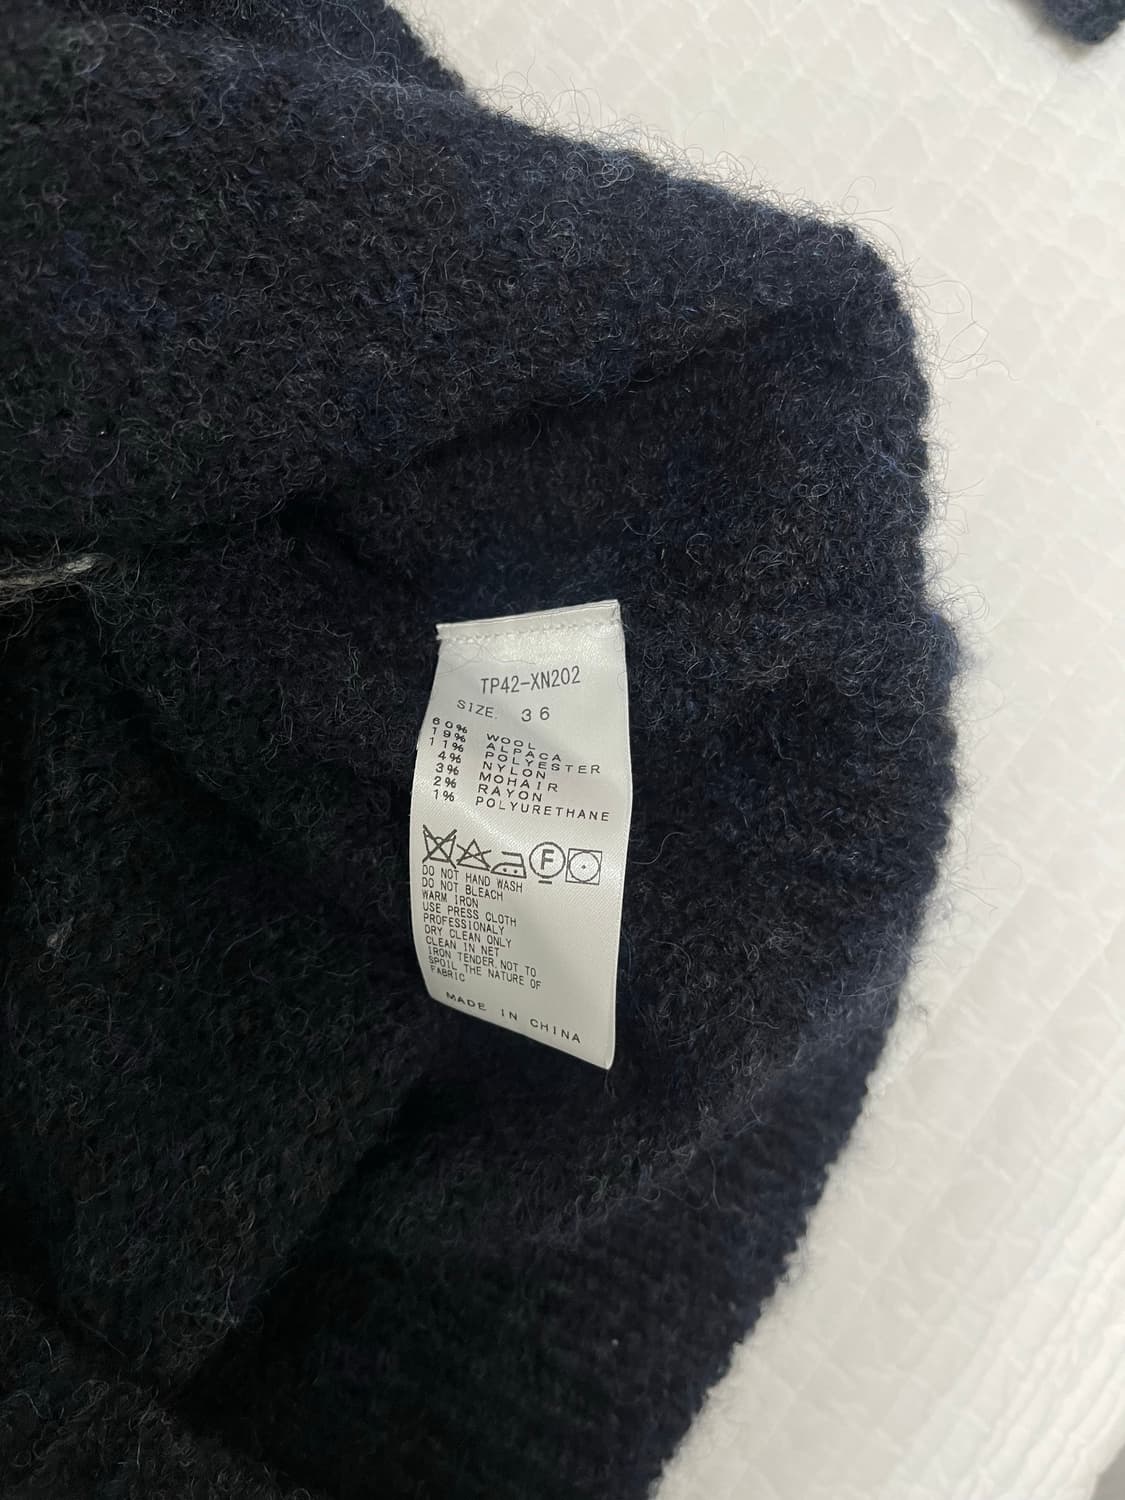 TP42-XN202
SIZE. 36
60% WOOL
19% ALPACA
11% POLYESTER
4% NYLON
3% MOHAIR
2% RAYON
1% POLYURETHANE
F
DO NOT HAND WASH
DO NOT BLEACH
WARM IRON
USE PRESS CLOTH
PROFESSIONALY
DRY CLEAN ONLY
CLEAN IN NET
IRON TENDER, NOT TO
SPOIL THE NATURE OF
FABRIC
MADE IN CHINA